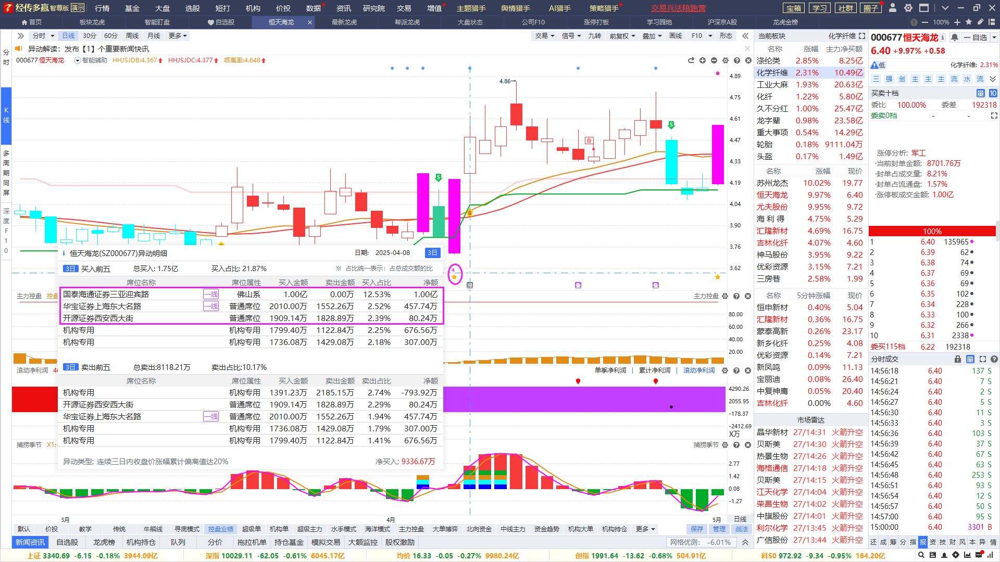 经传多赢 智尊版 演示 行情 基金 大盘 选股 短打 机构 价投 数据 资讯 研究院 交易 增值 主题猎手 舆情猎手 AI猎手 策略猎手 交易兵法陪跑营 宝箱 学习 社群 圈子
首页 板块龙虎 智能盯盘 自选股 恒天海龙 最新龙虎 帮派龙虎 大盘状态 公司F10 涨停打板 学习园地 沪深京A股 龙虎金榜 100%
分时 日线 30分 60分 周线 月线 更多 交易 信号 九转 前复权 叠加 画线 F10 形态
异动解读：发布【1】个重要新闻快讯
000677 恒天海龙 智能辅助 HHJSJDB:4.367 HHJSJDC:4.377 乖离率:4.648
分时
K线
多周期同屏
深度F10
4.86
4.89
4.75
4.61
4.47
4.33
4.19
4.04
3.90
3.76
3.62
恒天海龙(SZ000677)异动明细 日期: 2025-04-08 3日
3日 买入前五 总买入: 1.75亿 买入占比: 21.87% ※ 占比统一表示：占总成交额的比
席位名称 席位属性 买入金额 卖出金额 买入占比 净额
国泰海通证券三亚迎宾路 一线 佛山系 1.00亿 0.00万 12.53% 1.00亿
华宝证券上海东大名路 一线 普通席位 2010.00万 1552.26万 2.52% 457.74万
开源证券西安西大街 普通席位 1909.14万 1828.89万 2.39% 80.24万
机构专用 机构专用 1799.40万 1122.84万 2.25% 676.56万
机构专用 机构专用 1736.08万 1429.08万 2.18% 307.00万
3日 卖出前五 总卖出:8118.21万 卖出占比:10.17%
席位名称 席位属性 买入金额 卖出金额 卖出占比 净额
机构专用 机构专用 1391.23万 2185.15万 2.74% -793.92万
开源证券西安西大街 普通席位 1909.14万 1828.89万 2.29% 80.24万
华宝证券上海东大名路 一线 普通席位 2010.00万 1552.26万 1.94% 457.74万
机构专用 机构专用 1736.08万 1429.08万 1.79% 307.00万
机构专用 机构专用 1799.40万 1122.84万 1.41% 676.56万
异动类型: 连续三日内收盘价涨幅累计偏离值达20% 净买入: 9336.67万
主力控盘 控盘 主力控盘
80.00
60.00
40.00
20.00
滚动净利润 单季净利润 累计净利润 滚动净利润
4290.26
2055.95
-178.37
-2412.69
X万
捕捞季节 X1: 捕捞季节
2.77
1.42
0.08
-1.27
3月 4月 5月 日线
默认 价投 教学 传统 牛熊线 寻底模式 控盘业绩 超级单 机构单 超级主力 水手模式 海洋模式 主力控盘 大单博弈 北向资金 中线主力 资金趋势 机构大单 机构持仓 更多 保存 管理 战法
新闻资讯 自选股 龙虎榜 机构持仓 队列 分价 拖拉机单 持仓基金 模拟交易 大额监控 股权激励 网格优测: -6.01%
上证 3340.69 -6.15 -0.18% 3944.09亿 深指 10029.11 -62.05 -0.61% 6045.17亿 均价 16.33 -0.05 -0.27% 9980.24亿 创指 1991.64 -13.62 -0.68% 504.91亿 科50 972.92 -9.34 -0.95% 164.20亿
当前板块 化学纤维
名称 涨幅 主力净买额
涤纶类 2.85% 8.25亿
化学纤维 2.31% 10.49亿
工业大麻 1.93% 20.63亿
化纤 1.22% 5.80亿
久不分红 1.00% 25.47亿
龙字辈 0.98% 23.58亿
重大事项 0.54% 14.29亿
轮胎 0.18% 9111.04万
头盔 0.17% 1.49亿
名称 涨幅 现价
苏州龙杰 10.02% 19.77
恒天海龙 9.97% 6.40
尤夫股份 9.95% 9.72
海利得 4.75% 5.29
汇隆新材 4.69% 16.75
吉林化纤 4.07% 4.60
神马股份 3.95% 9.22
优彩资源 3.15% 7.21
三房巷 2.58% 1.99
名称 5分钟涨幅 现价
恒申新材 0.40% 5.04
汇隆新材 0.36% 16.75
蒙泰高新 0.26% 23.17
新乡化纤 0.25% 4.08
优彩资源 0.14% 7.21
新凤鸣 0.09% 11.13
宝丽迪 0.08% 26.40
中复神鹰 0.05% 20.40
吉林化纤 0.00% 4.60
市场雷达
晶华新材 27/14:31 火箭升空
贝斯美 27/14:30 火箭升空
热景生物 27/14:26 火箭升空
海格通信 27/14:18 火箭升空
贝斯美 27/14:15 火箭升空
江天化学 27/14:04 火箭升空
荣昌生物 27/14:02 火箭升空
中旗股份 27/14:01 火箭升空
利尔化学 27/13:45 火箭升空
广信股份 27/13:44 火箭升空
000677 恒天海龙 自选
6.40 +9.97% +0.58
低 化学纤维: 2.31%
三 强 创 主 主 主 流 水 流
买卖十档 量 10
委比 100.00% 委差 192318
委卖0档 - -
涨停分析: 军工
·当前封单金额: 8701.76万
·封单占成交量: 8.21%
·封单占流通盘: 1.57%
·涨停板成交金额: 1.00亿
100%
1 6.40 135965
2 6.39 62
3 6.38 74
4 6.37 69
5 6.36 69
6 6.35 102
7 6.34 228
8 6.33 100
9 6.32 266
10 6.31 2338
委买115档 6.22 192318
分时成交 量
14:56:18 6.40 137 S
14:56:21 6.40 7 S
14:56:24 6.40 2 S
14:56:27 6.40 5 S
14:56:30 6.40 11 S
14:56:33 6.40 3 S
14:56:36 6.40 103 S
14:56:39 6.40 37 S
14:56:42 6.40 67 S
14:56:45 6.40 63 S
14:56:48 6.40 253 S
14:56:51 6.40 93 S
14:56:54 6.40 12 S
14:56:57 6.40 50 S
14:57:00 6.40 95 S
15:00:00 6.40 3301 B
还 成 筹 分 指 报 资 技 财 风 本 异 情